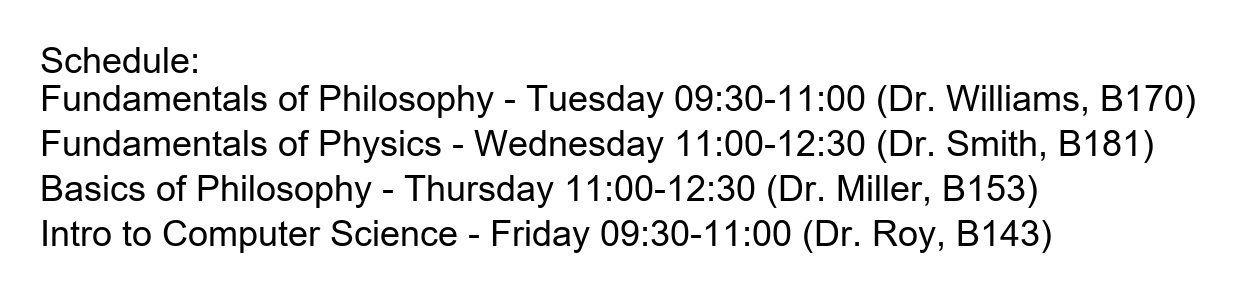 Schedule:
Fundamentals of Philosophy - Tuesday 09:30-11:00 (Dr. Williams, B170)
Fundamentals of Physics - Wednesday 11:00-12:30 (Dr. Smith, B181)
Basics of Philosophy - Thursday 11:00-12:30 (Dr. Miller, B153)
Intro to Computer Science - Friday 09:30-11:00 (Dr. Roy, B143)